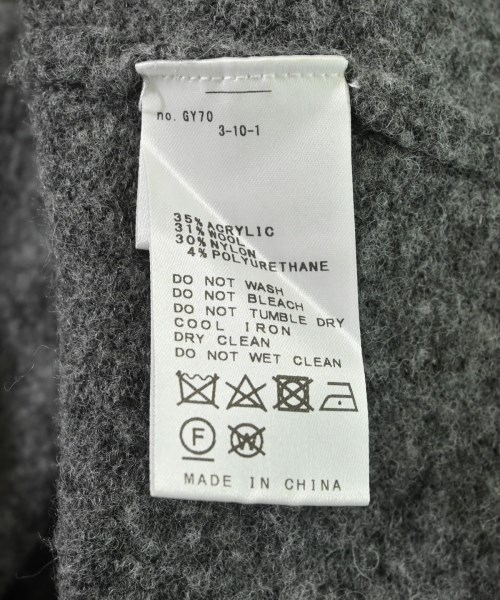 no. GY70
3-10-1
35% ACRYLIC
31% WOOL
30% NYLON
4% POLYURETHANE
DO NOT WASH
DO NOT BLEACH
DO NOT TUMBLE DRY
COOL IRON
DRY CLEAN
DO NOT WET CLEAN
F W
MADE IN CHINA